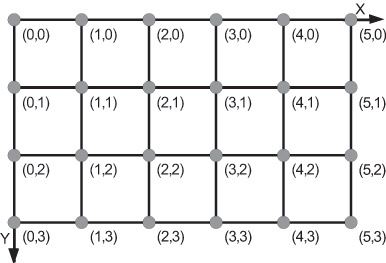 X
(0,0) (1,0) (2,0) (3,0) (4,0) (5,0)
(0,1) (1,1) (2,1) (3,1) (4,1) (5,1)
(0,2) (1,2) (2,2) (3,2) (4,2) (5,2)
Y (0,3) (1,3) (2,3) (3,3) (4,3) (5,3)